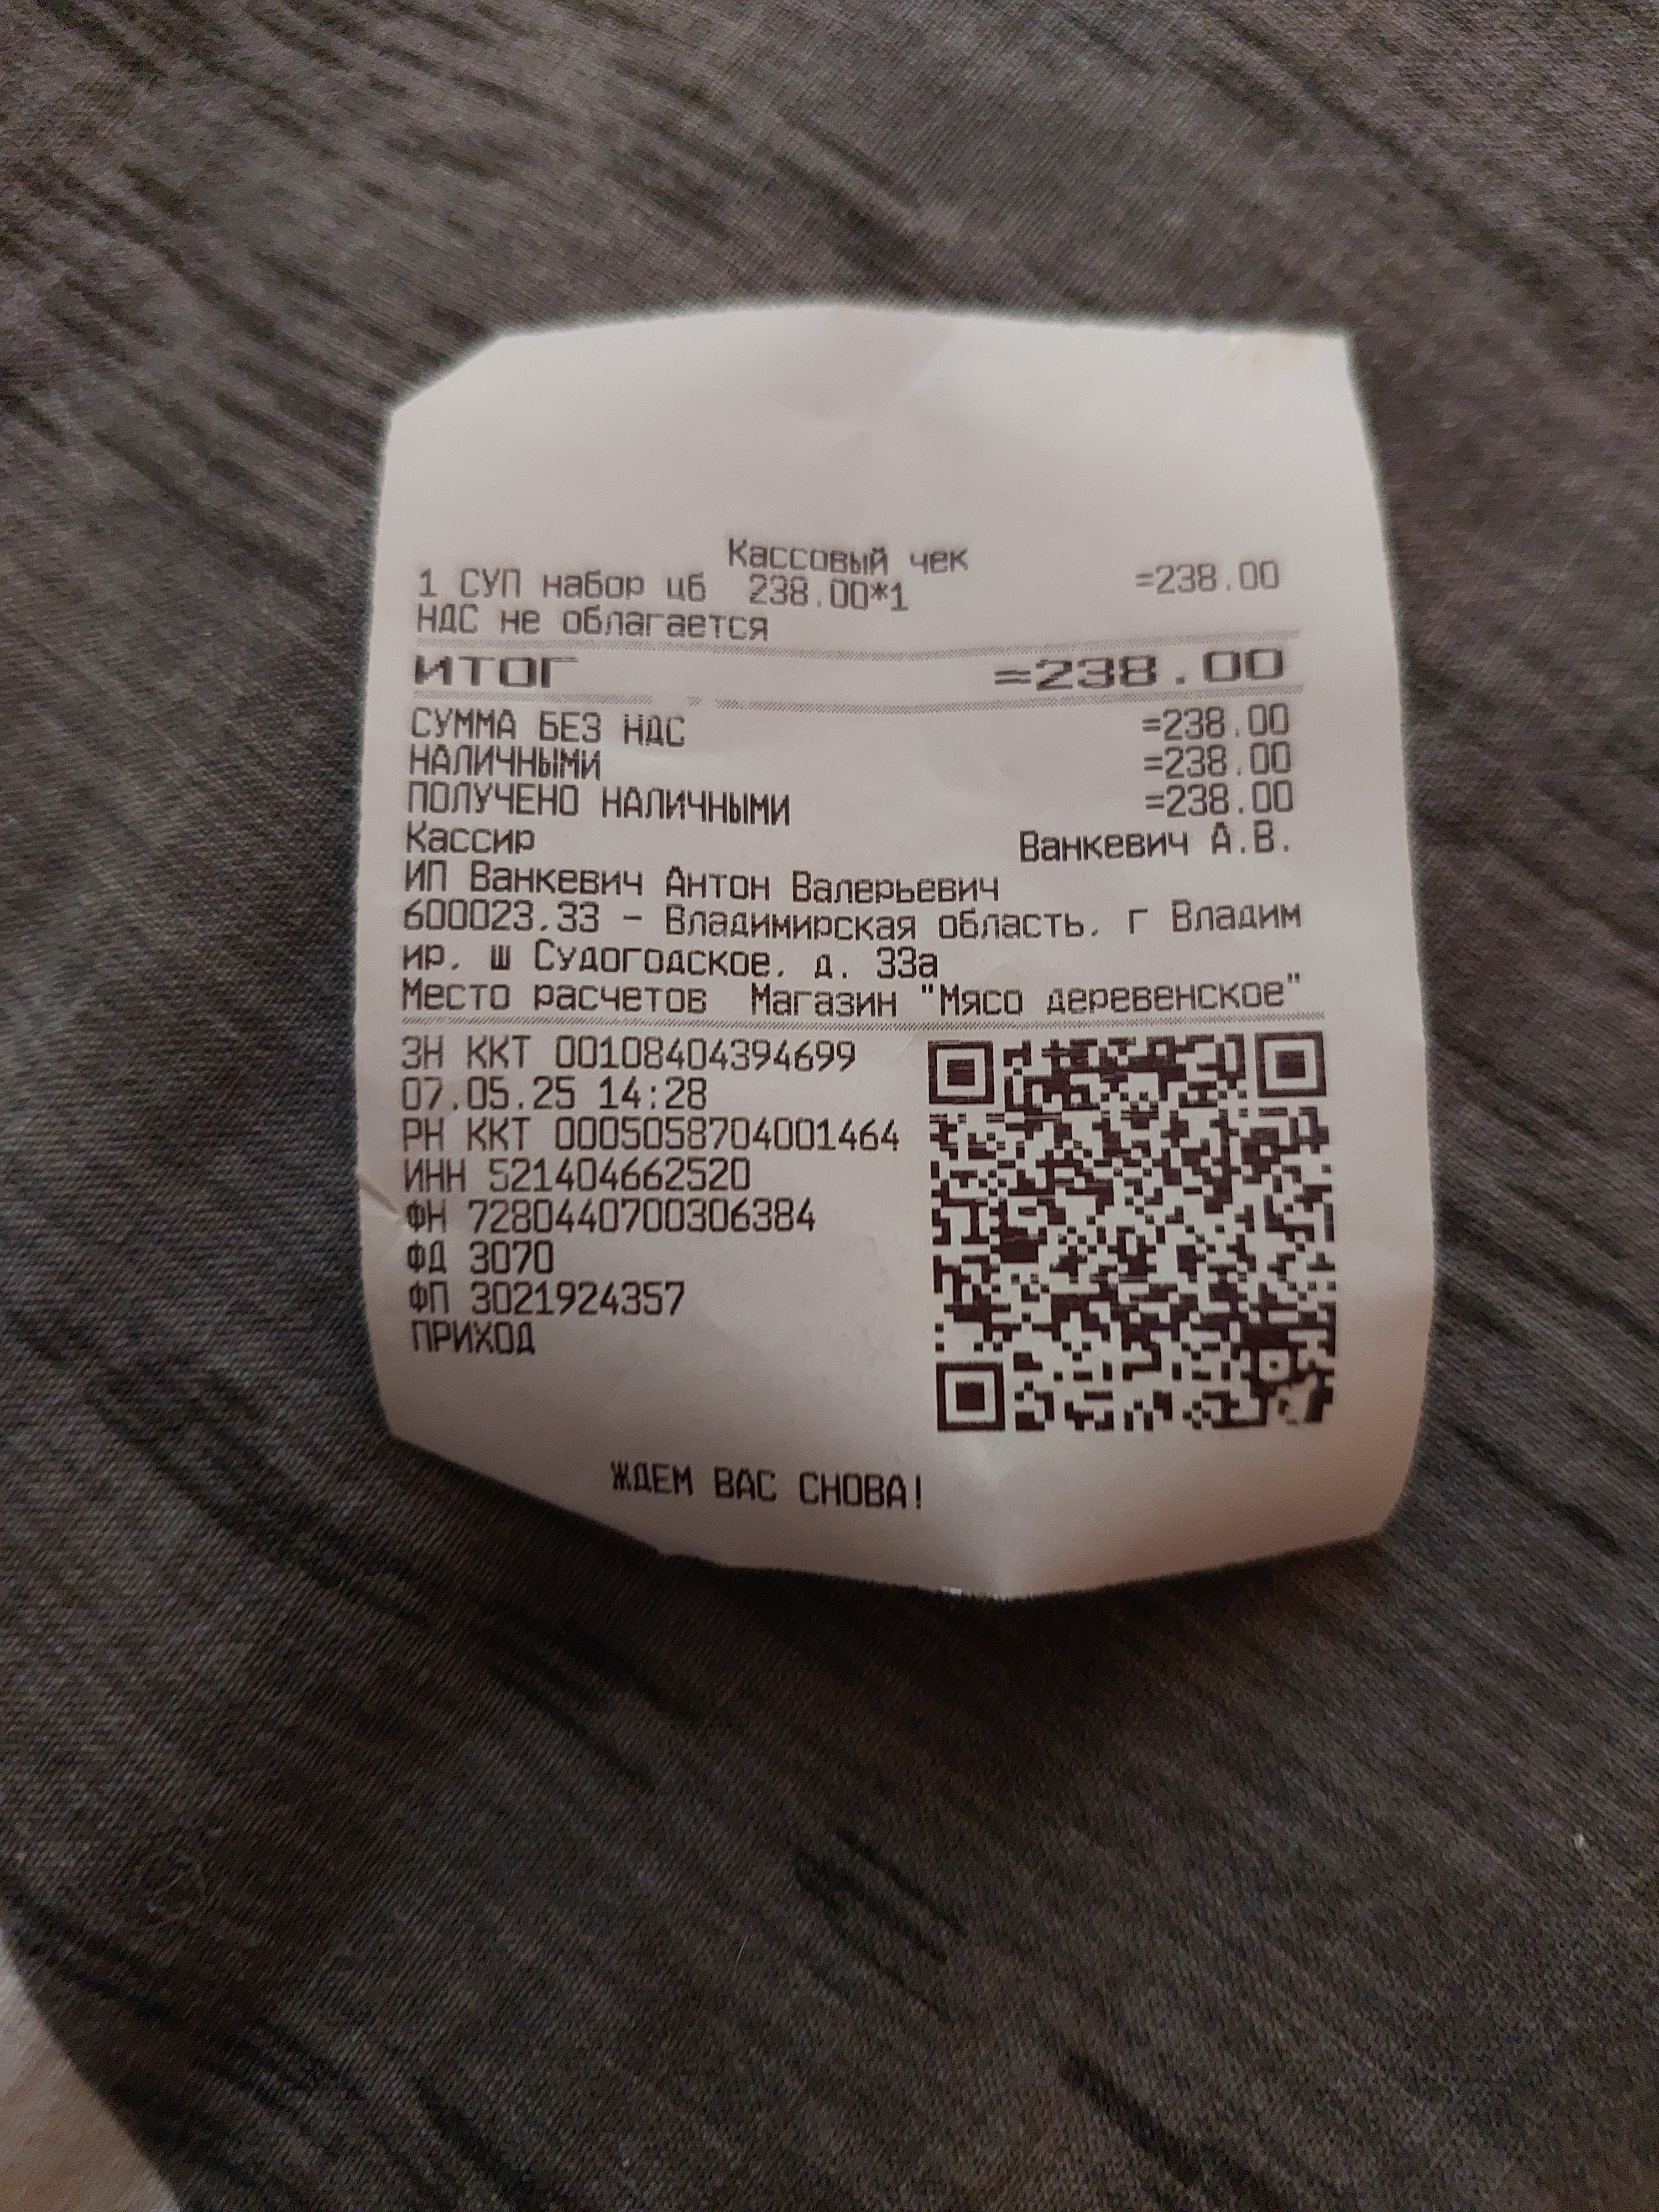 Кассовый чек
1 СУП набор цб 238.00*1 =238.00
НДС не облагается
ИТОГ =238.00
СУММА БЕЗ НДС =238.00
НАЛИЧНЫМИ =238.00
ПОЛУЧЕНО НАЛИЧНЫМИ =238.00
Кассир Ванкевич А.В.
ИП Ванкевич Антон Валерьевич
600023,33 - Владимирская область, г Владим
ир, ш Судогодское, д. 33а
Место расчетов Магазин "Мясо деревенское"
ЗН ККТ 00108404394699
07.05.25 14:28
РН ККТ 0005058704001464
ИНН 521404662520
ФН 7280440700306384
ФД 3070
ФП 3021924357
ПРИХОД
ЖДЕМ ВАС СНОВА!